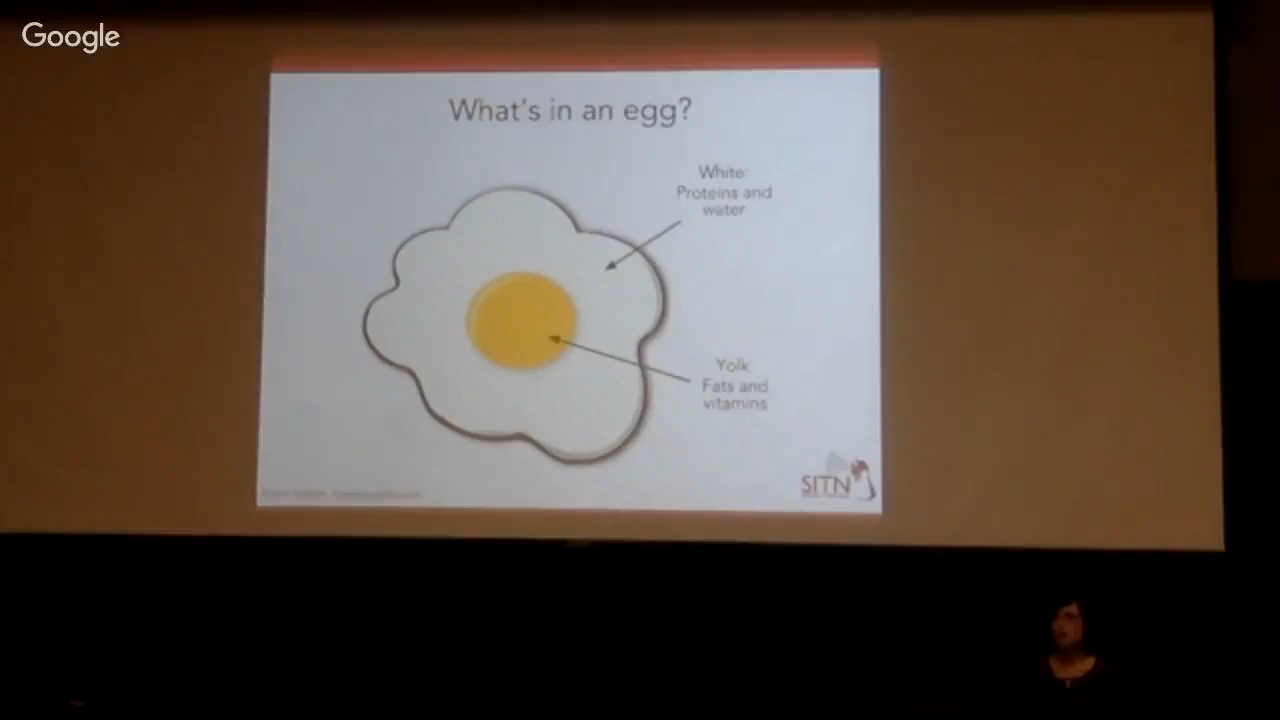 Google
What's in an egg?
White:
Proteins and
water
Yolk
Fats and
vitamins
SITN